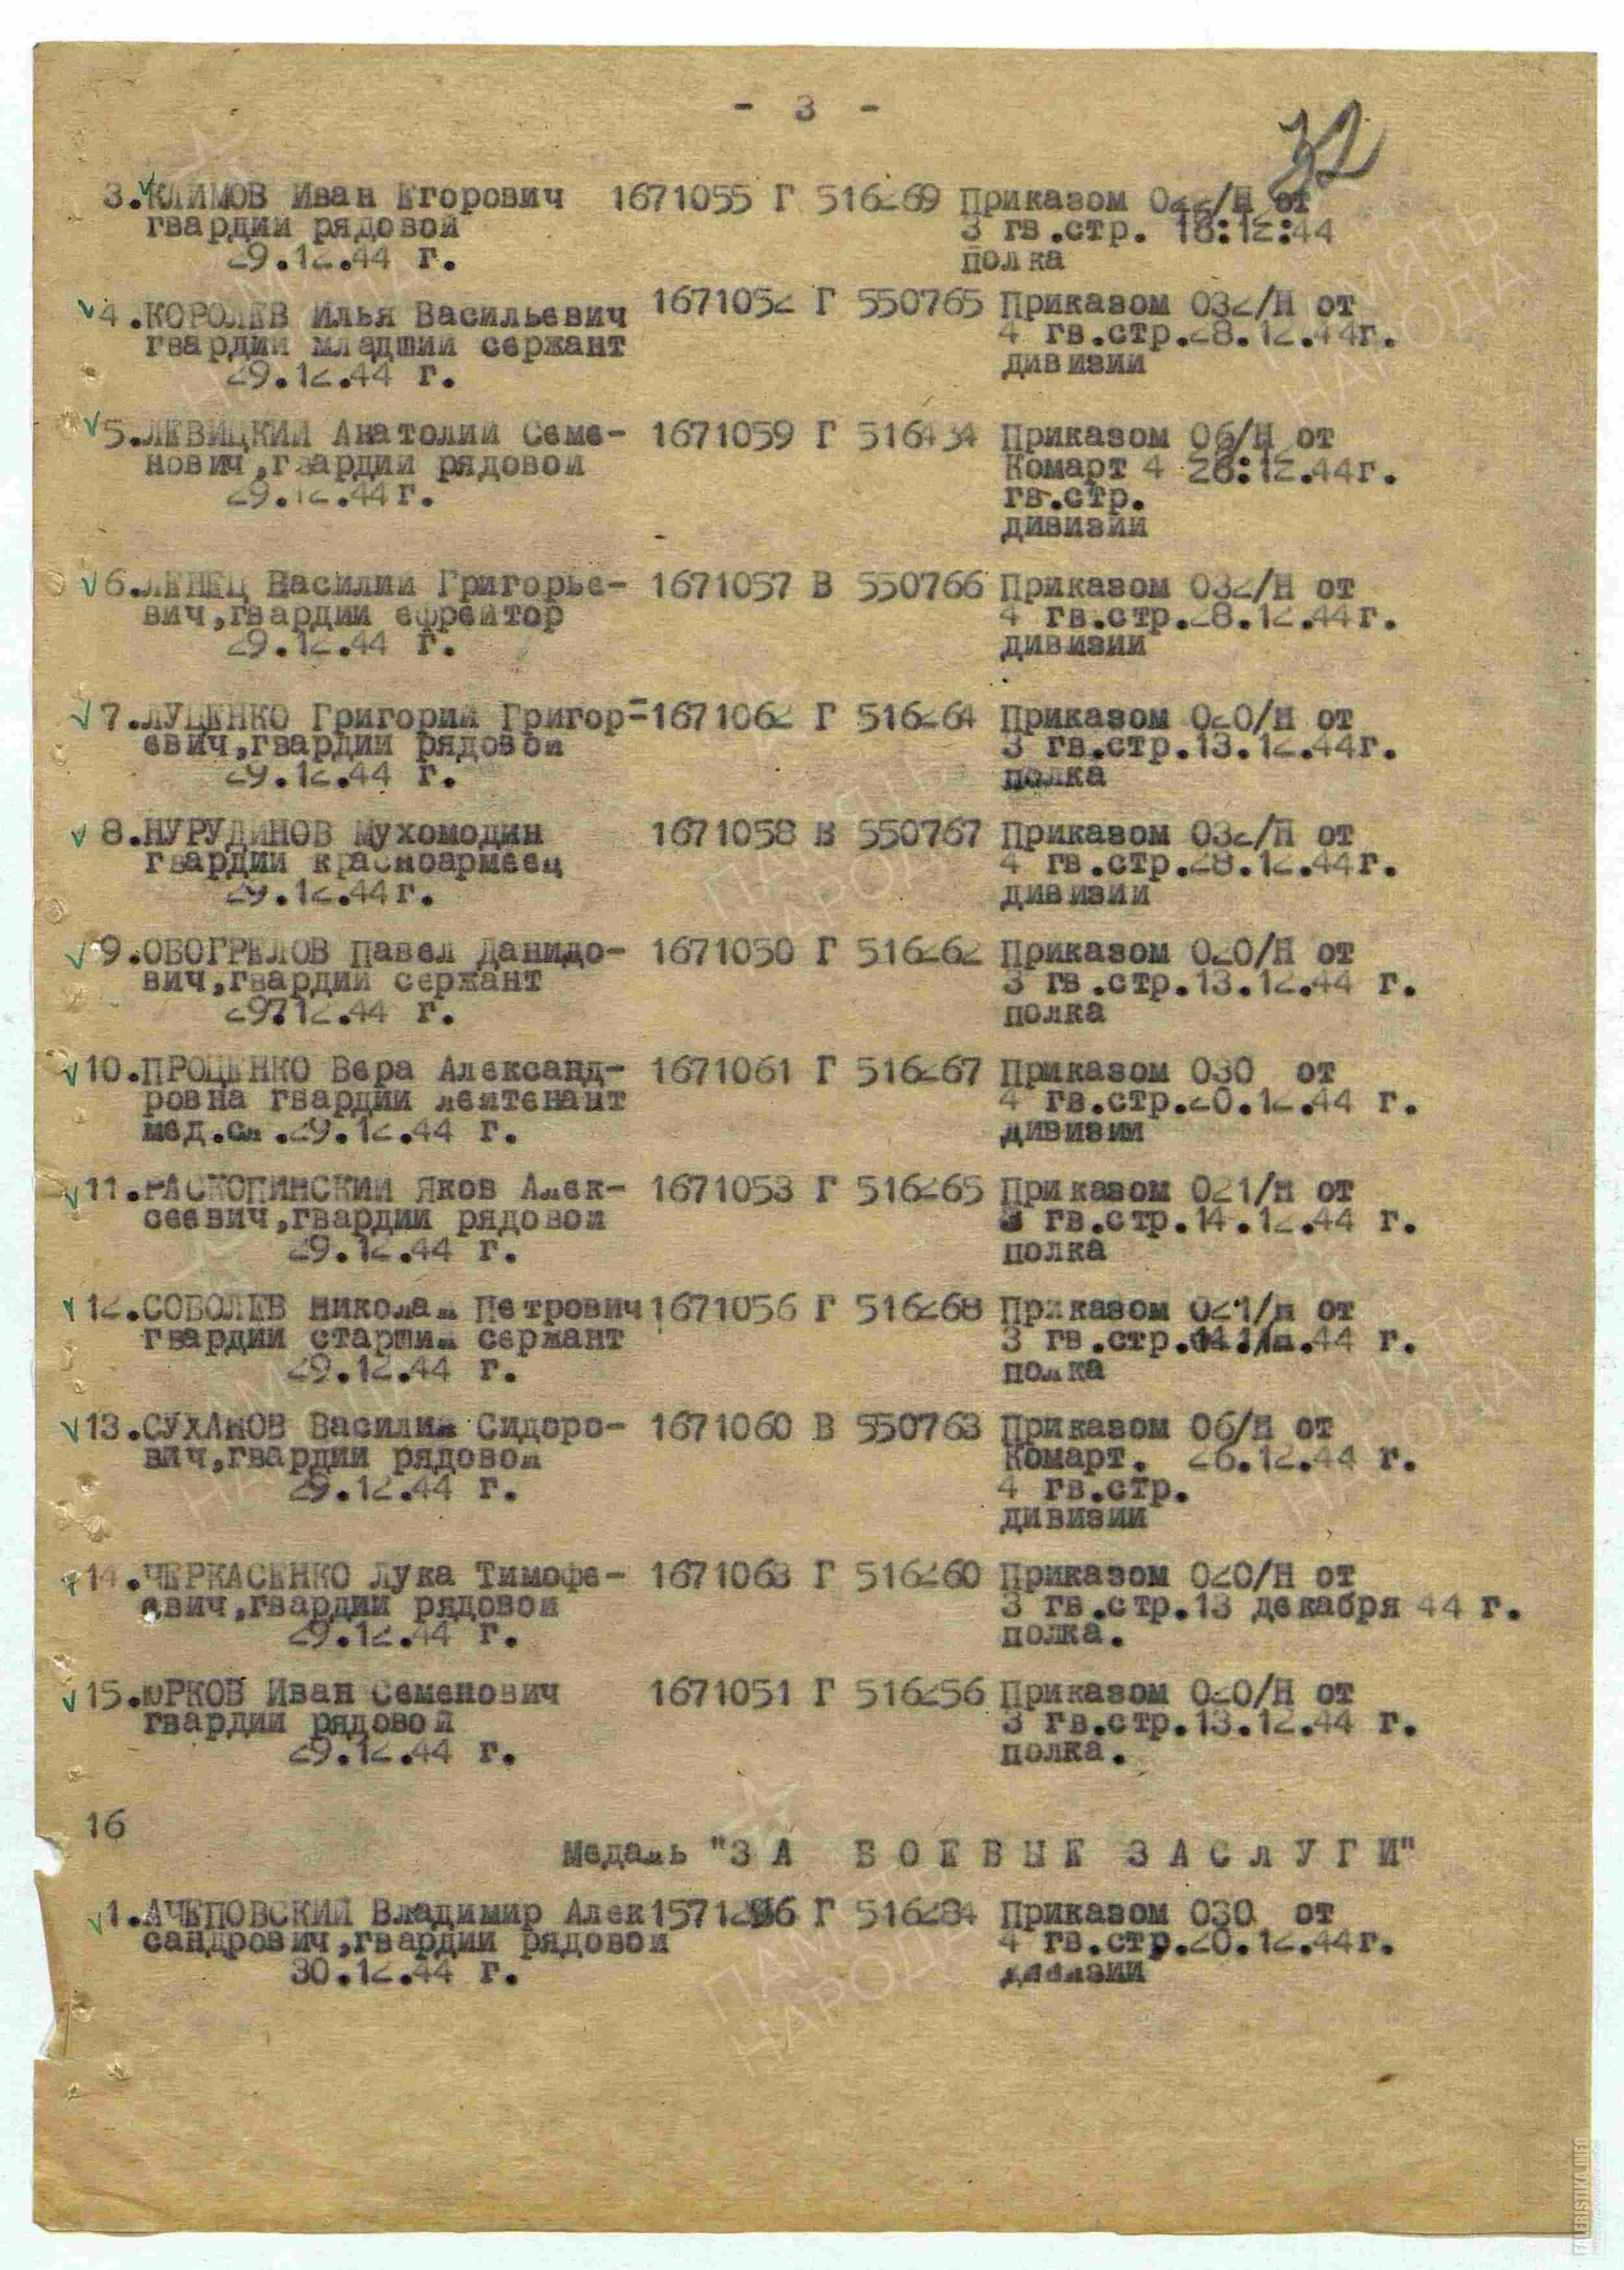 - 3 -
32
3.КЛИМОВ Иван Егорович 1671055 Г 516269 Приказом 022/Н от
гвардии рядовой 3 гв.стр. 18:12:44
29.12.44 г. полка
4.КОРОЛЕВ Илья Васильевич 1671052 Г 550765 Приказом 032/Н от
гвардии младший сержант 4 гв.стр.28.12.44г.
29.12.44 г. дивизии
5.ЛЕВИЦКИЙ Анатолий Семе- 1671059 Г 516434 Приказом 06/Н от
нович,гвардии рядовой Комарт 4 26:12.44г.
29.12.44г. гв.стр.
дивизии
6.ЛЕНЕЦ Василий Григорье- 1671057 В 550766 Приказом 032/Н от
вич,гвардии ефрейтор 4 гв.стр.28.12.44г.
29.12.44 г. дивизии
7.ЛУЦЕНКО Григорий Григор= 1671062 Г 516264 Приказом 020/Н от
евич,гвардии рядовой 3 гв.стр.13.12.44г.
29.12.44 г. полка
8.НУРУДИНОВ Мухомодин 1671058 В 550767 Приказом 032/Н от
гвардии красноармеец 4 гв.стр.28.12.44г.
29.12.44г. дивизии
9.ОБОГРЕЛОВ Павел Данидо- 1671050 Г 516262 Приказом 020/Н от
вич,гвардии сержант 3 гв.стр.13.12.44 г.
29712.44 г. полка
10.ПРОЦЕНКО Вера Александ- 1671061 Г 516267 Приказом 030 от
ровна гвардии лейтенант 4 гв.стр.20.12.44 г.
мед.сл.29.12.44 г. дивизии
11.РАСКОПИНСКИЙ Яков Алек- 1671053 Г 516265 Приказом 021/н от
сеевич,гвардии рядовой 3 гв.стр.14.12.44 г.
29.12.44 г. полка
12.СОБОЛЕВ Николай Петрович 1671056 Г 516268 Приказом 021/н от
гвардии старший сержант 3 гв.стр.14.12.44 г.
29.12.44 г. полка
13.СУХАНОВ Василий Сидоро- 1671060 В 550763 Приказом 06/Н от
вич,гвардии рядовой Комарт. 26.12.44 г.
29.12.44 г. 4 гв.стр.
дивизии
14.ЧЕРКАСЕНКО Лука Тимофе- 1671063 Г 516260 Приказом 020/Н от
евич,гвардии рядовой 3 гв.стр.13 декабря 44 г.
29.12.44 г. полка.
15.ЮРКОВ Иван Семенович 1671051 Г 516256 Приказом 020/Н от
гвардии рядовой 3 гв.стр.13.12.44 г.
29.12.44 г. полка.
16
Медаль "ЗА БОЕВЫЕ ЗАСЛУГИ"
1.АЧЕПОВСКИЙ Владимир Алек Г 516284 Приказом 030 от
сандрович,гвардии рядовой 4 гв.стр.20.12.44г.
30.12.44 г. дивизии
ПАМЯТЬ НАРОДА
FALERISTIKA.INFO